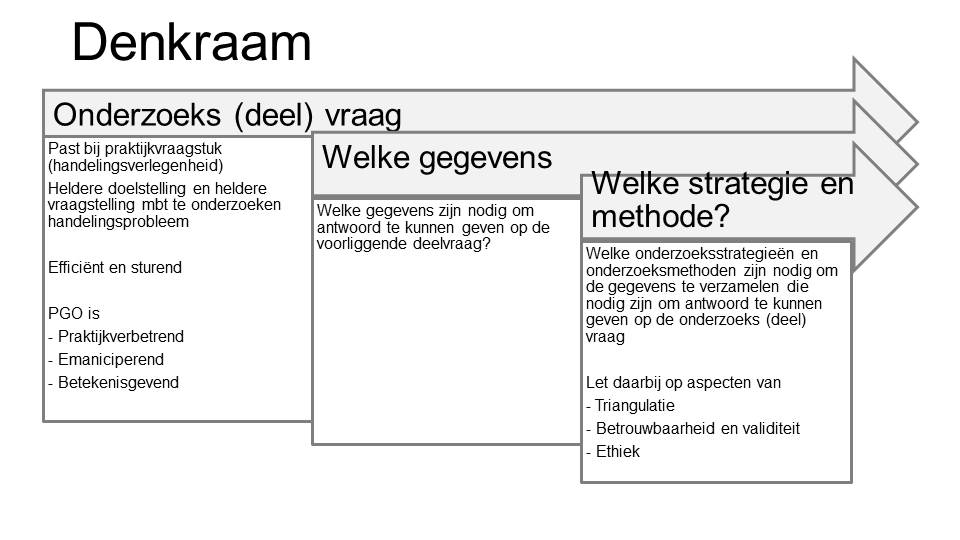 Denkraam
Onderzoeks (deel) vraag
Past bij praktijkvraagstuk
(handelingsverlegenheid)
Heldere doelstelling en heldere
vraagstelling mbt te onderzoeken
handelingsprobleem
Efficiënt en sturend
PGO is
- Praktijkverbetrend
- Emaniciperend
- Betekenisgevend
Welke gegevens
Welke gegevens zijn nodig om
antwoord te kunnen geven op de
voorliggende deelvraag?
Welke strategie en
methode?
Welke onderzoeksstrategieën en
onderzoeksmethoden zijn nodig om
de gegevens te verzamelen die
nodig zijn om antwoord te kunnen
geven op de onderzoeks (deel)
vraag
Let daarbij op aspecten van
- Triangulatie
- Betrouwbaarheid en validiteit
- Ethiek